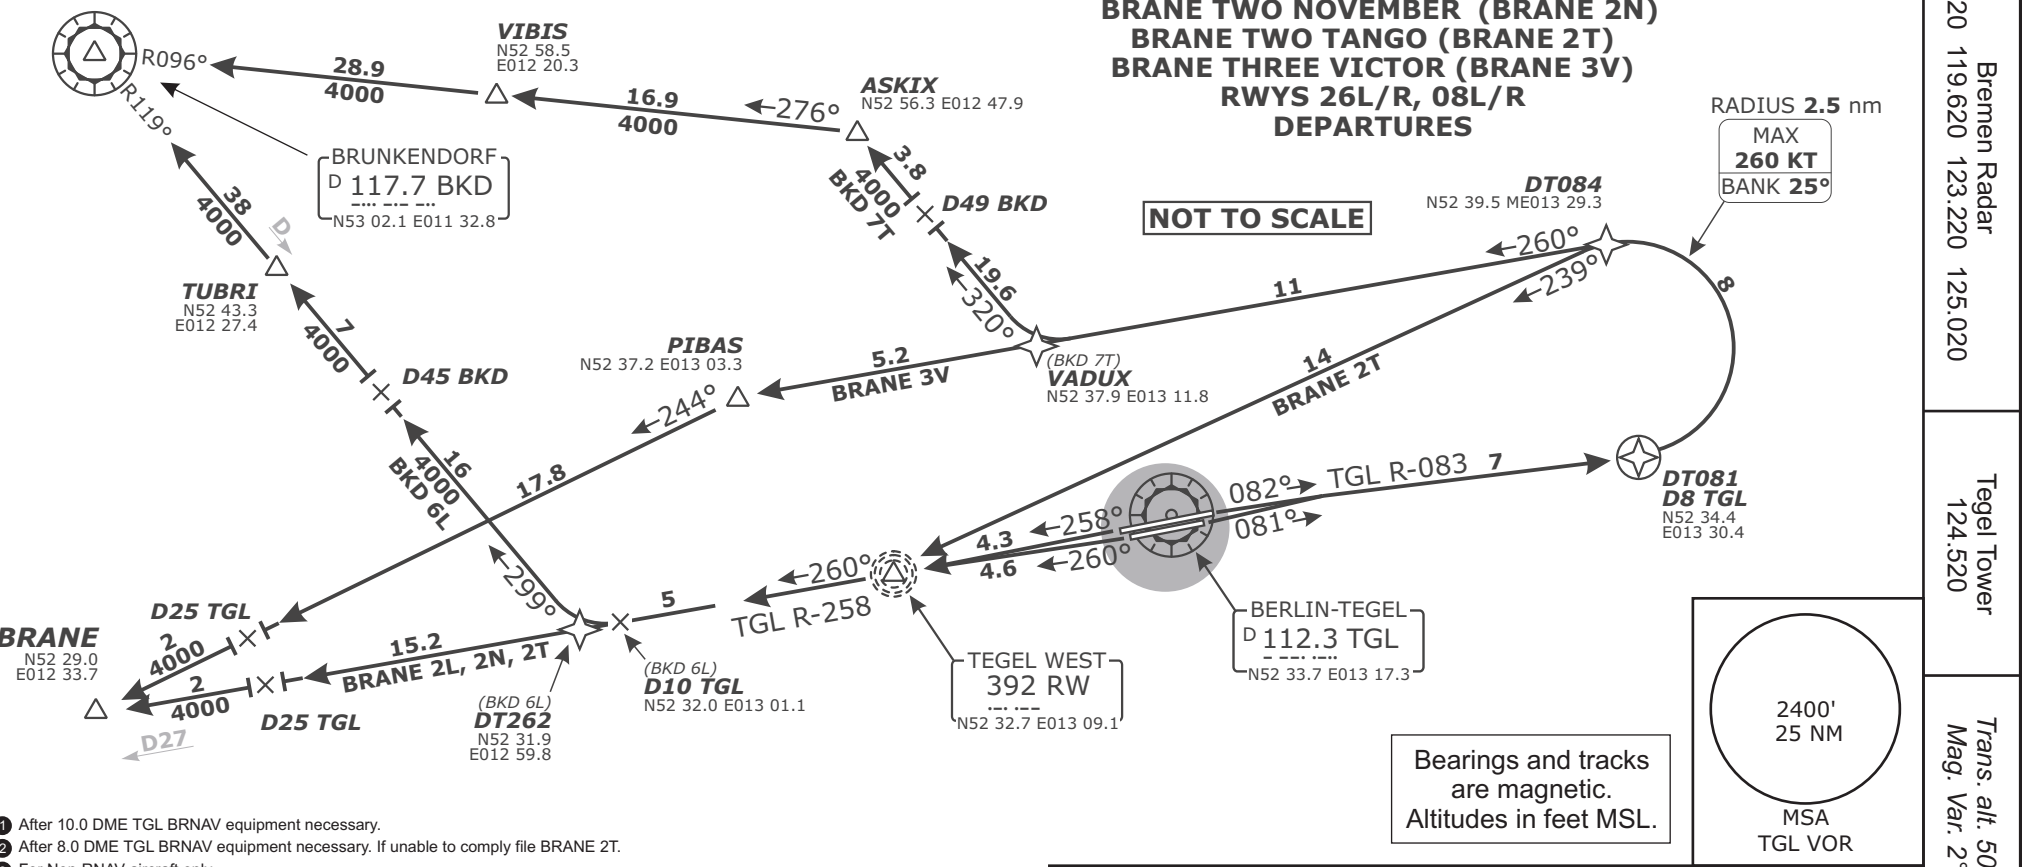 BRANE TWO NOVEMBER (BRANE 2N)
BRANE TWO TANGO (BRANE 2T)
BRANE THREE VICTOR (BRANE 3V)
RWYS 26L/R, 08L/R
DEPARTURES
RADIUS 2.5 nm
MAX
260 KT
BANK 25°
NOT TO SCALE
R096°
R119°
28.9
4000
VIBIS
N52 58.5
E012 20.3
16.9
4000
276°
ASKIX
N52 56.3 E012 47.9
BRUNKENDORF
D 117.7 BKD
N53 02.1 E011 32.8
3.8
4000
BKD 7T
D49 BKD
19.6
320°
DT084
N52 39.5 ME013 29.3
260°
239°
8
11
14
BRANE 2T
38
4000
D
TUBRI
N52 43.3
E012 27.4
7
4000
D45 BKD
PIBAS
N52 37.2 E013 03.3
5.2
BRANE 3V
(BKD 7T)
VADUX
N52 37.9 E013 11.8
244°
17.8
16
4000
BKD 6L
299°
082°
TGL R-083
7
081°
DT081
D8 TGL
N52 34.4
E013 30.4
258°
4.3
4.6
260°
260°
TGL R-258
5
BERLIN-TEGEL
D 112.3 TGL
N52 33.7 E013 17.3
TEGEL WEST
392 RW
N52 32.7 E013 09.1
(BKD 6L)
D10 TGL
N52 32.0 E013 01.1
(BKD 6L)
DT262
N52 31.9
E012 59.8
D25 TGL
BRANE
N52 29.0
E012 33.7
2
4000
15.2
BRANE 2L, 2N, 2T
2
4000
D25 TGL
D27
Bearings and tracks
are magnetic.
Altitudes in feet MSL.
2400'
25 NM
MSA
TGL VOR
Bremen Radar
20 119.620 123.220 125.020
Tegel Tower
124.520
Trans. alt. 50
Mag. Var. 2°
1 After 10.0 DME TGL BRNAV equipment necessary.
2 After 8.0 DME TGL BRNAV equipment necessary. If unable to comply file BRANE 2T.